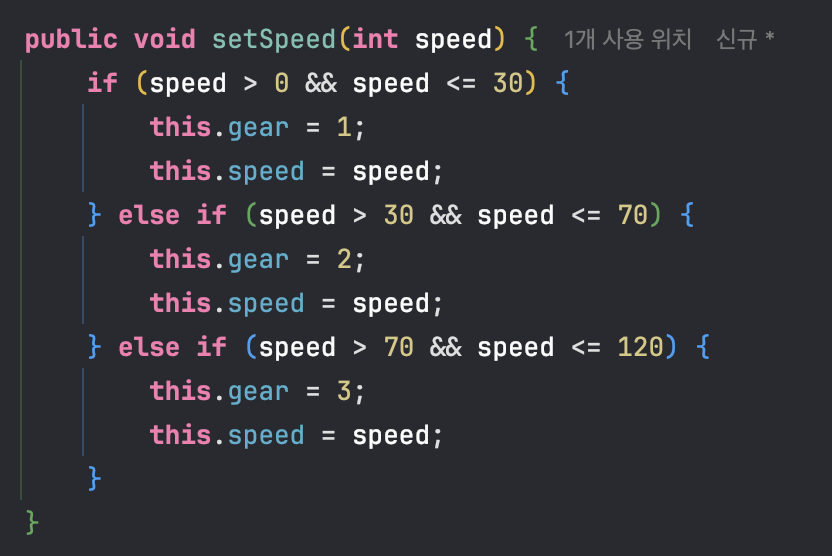 public void setSpeed(int speed) { 1개 사용 위치 신규 *
    if (speed > 0 && speed <= 30) {
        this.gear = 1;
        this.speed = speed;
    } else if (speed > 30 && speed <= 70) {
        this.gear = 2;
        this.speed = speed;
    } else if (speed > 70 && speed <= 120) {
        this.gear = 3;
        this.speed = speed;
    }
}